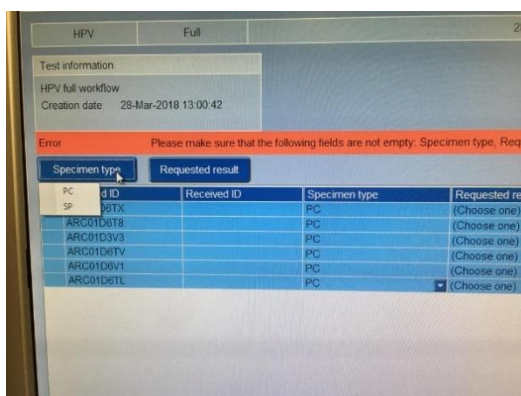 HPV Full
Test information
HPV full workflow
Creation date 28-Mar-2018 13:00:42
Error Please make sure that the following fields are not empty: Specimen type, Req
Specimen type Requested result
PC
SP
d ID Received ID Specimen type Requested re
D6TX PC (Choose one)
ARC01D6T8 PC (Choose one)
ARC01D3V3 PC (Choose one)
ARC01D6TV PC (Choose one)
ARC01D6V1 PC (Choose one)
ARC01D6TL PC (Choose one)